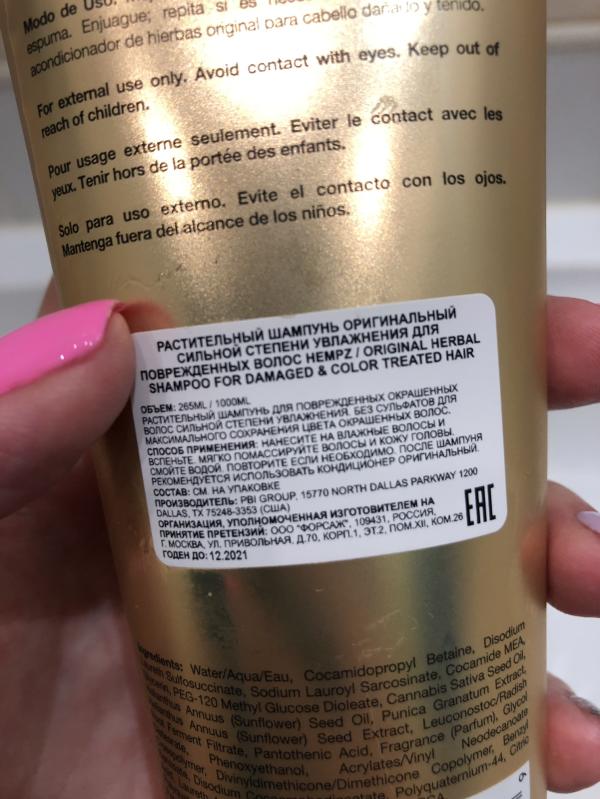 Modo de Uso:
espuma. Enjuague; repita si es
acondicionador de hierbas original para cabello dañado y teñido.
For external use only. Avoid contact with eyes. Keep out of
reach of children.
Pour usage externe seulement. Eviter le contact avec les
yeux. Tenir hors de la portée des enfants.
Solo para uso externo. Evite el contacto con los ojos.
Mantenga fuera del alcance de los niños.
РАСТИТЕЛЬНЫЙ ШАМПУНЬ ОРИГИНАЛЬНЫЙ
СИЛЬНОЙ СТЕПЕНИ УВЛАЖНЕНИЯ ДЛЯ
ПОВРЕЖДЕННЫХ ВОЛОС HEMPZ / ORIGINAL HERBAL
SHAMPOO FOR DAMAGED & COLOR TREATED HAIR
ОБЪЕМ: 265ML / 1000ML
РАСТИТЕЛЬНЫЙ ШАМПУНЬ ДЛЯ ПОВРЕЖДЕННЫХ ОКРАШЕННЫХ
ВОЛОС СИЛЬНОЙ СТЕПЕНИ УВЛАЖНЕНИЯ. БЕЗ СУЛЬФАТОВ ДЛЯ
МАКСИМАЛЬНОГО СОХРАНЕНИЯ ЦВЕТА ОКРАШЕННЫХ ВОЛОС.
СПОСОБ ПРИМЕНЕНИЯ: НАНЕСИТЕ НА ВЛАЖНЫЕ ВОЛОСЫ И
ВСПЕНЬТЕ. МЯГКО ПОМАССИРУЙТЕ ВОЛОСЫ И КОЖУ ГОЛОВЫ.
СМОЙТЕ ВОДОЙ. ПОВТОРИТЕ ЕСЛИ НЕОБХОДИМО. ПОСЛЕ ШАМПУНЯ
РЕКОМЕНДУЕТСЯ ИСПОЛЬЗОВАТЬ КОНДИЦИОНЕР ОРИГИНАЛЬНЫЙ.
СОСТАВ: СМ. НА УПАКОВКЕ
ПРОИЗВОДИТЕЛЬ: PBI GROUP, 15770 NORTH DALLAS PARKWAY 1200
DALLAS, TX 75248-3353 (США)
ОРГАНИЗАЦИЯ, УПОЛНОМОЧЕННАЯ ИЗГОТОВИТЕЛЕМ НА
ПРИНЯТИЕ ПРЕТЕНЗИЙ: ООО "ФОРСАЖ", 109431, РОССИЯ,
Г. МОСКВА, УЛ. ПРИВОЛЬНАЯ, Д.70, КОРП.1, ЭТ.2, ПОМ.XII, КОМ.26
ГОДЕН ДО: 12.2021
EAC
Ingredients: Water/Aqua/Eau, Cocamidopropyl Betaine, Disodium
Laureth Sulfosuccinate, Sodium Lauroyl Sarcosinate, Cocamide MEA,
Glycerin, PEG-120 Methyl Glucose Dioleate, Cannabis Sativa Seed Oil,
Helianthus Annuus (Sunflower) Seed Oil, Punica Granatum Extract,
Helianthus Annuus (Sunflower) Seed Extract, Leuconostoc/Radish
Root Ferment Filtrate, Pantothenic Acid, Fragrance (Parfum), Glycol
Phenoxyethanol, Acrylates/Vinyl Neodecanoate
Divinyldimethicone/Dimethicone Copolymer, Benzyl
Polyquaternium-44, Citric